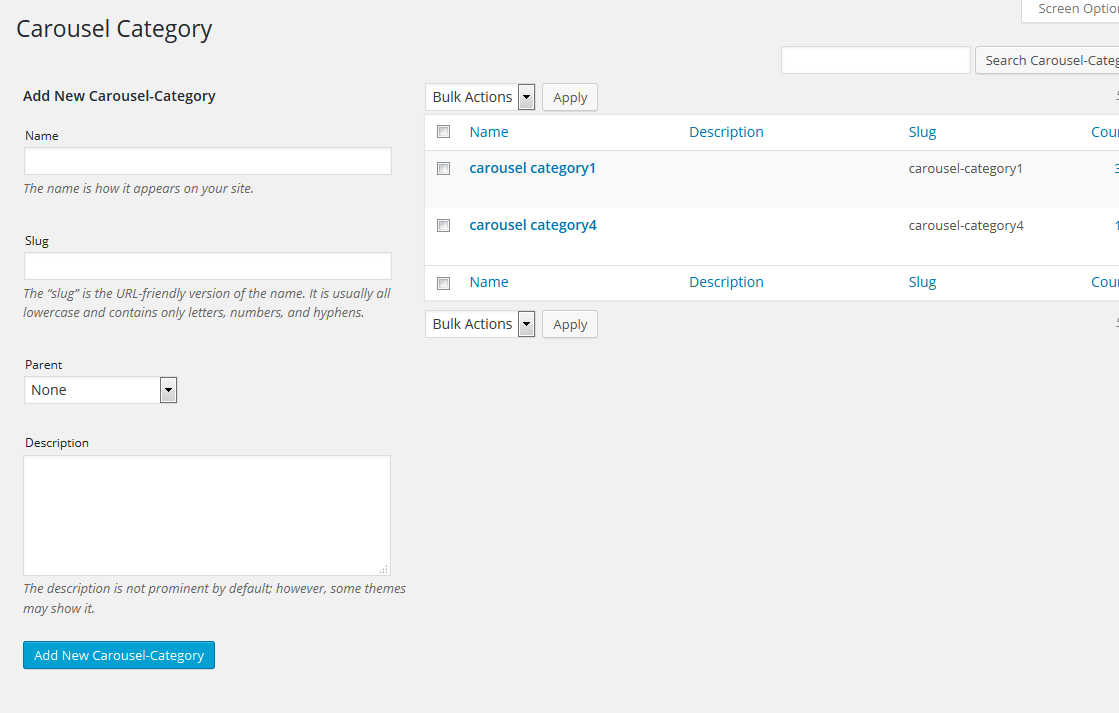 Screen Optio
Carousel Category
Search Carousel-Categ
Add New Carousel-Category
Bulk Actions Apply
Name Description Slug Cou
Name
The name is how it appears on your site.
carousel category1 carousel-category1 3
Slug
carousel category4 carousel-category4 1
The “slug” is the URL-friendly version of the name. It is usually all
lowercase and contains only letters, numbers, and hyphens.
Name Description Slug Cou
Bulk Actions Apply
Parent
None
Description
The description is not prominent by default; however, some themes
may show it.
Add New Carousel-Category